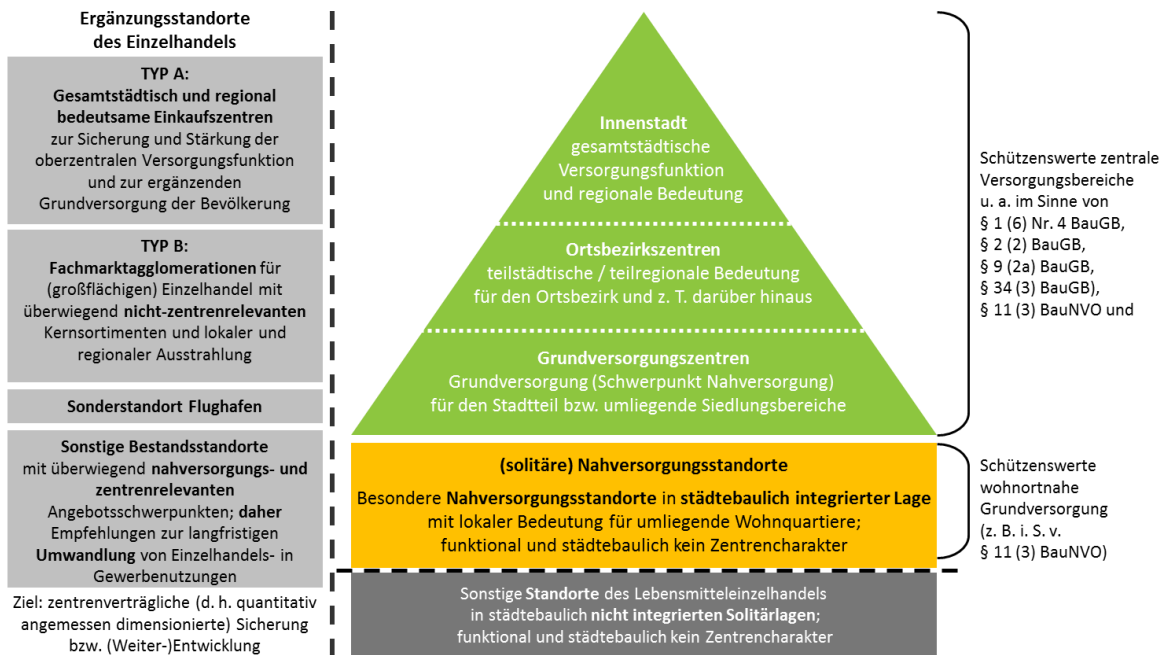 Ergänzungsstandorte
des Einzelhandels
TYP A:
Gesamtstädtisch und regional
bedeutsame Einkaufszentren
zur Sicherung und Stärkung der
oberzentralen Versorgungsfunktion
und zur ergänzenden
Grundversorgung der Bevölkerung
TYP B:
Fachmarktagglomerationen für
(großflächigen) Einzelhandel mit
überwiegend nicht-zentrenrelevanten
Kernsortimenten und lokaler und
regionaler Ausstrahlung
Sonderstandort Flughafen
Sonstige Bestandsstandorte
mit überwiegend nahversorgungs- und
zentrenrelevanten
Angebotsschwerpunkten; daher
Empfehlungen zur langfristigen
Umwandlung von Einzelhandels- in
Gewerbenutzungen
Ziel: zentrenverträgliche (d. h. quantitativ
angemessen dimensionierte) Sicherung
bzw. (Weiter-)Entwicklung
Innenstadt
gesamtstädtische
Versorgungsfunktion
und regionale Bedeutung
Ortsbezirkszentren
teilstädtische / teilregionale Bedeutung
für den Ortsbezirk und z. T. darüber hinaus
Grundversorgungszentren
Grundversorgung (Schwerpunkt Nahversorgung)
für den Stadtteil bzw. umliegende Siedlungsbereiche
(solitäre) Nahversorgungsstandorte
Besondere Nahversorgungsstandorte in städtebaulich integrierter Lage
mit lokaler Bedeutung für umliegende Wohnquartiere;
funktional und städtebaulich kein Zentrencharakter
Sonstige Standorte des Lebensmitteleinzelhandels
in städtebaulich nicht integrierten Solitärlagen;
funktional und städtebaulich kein Zentrencharakter
Schützenswerte zentrale
Versorgungsbereiche
u. a. im Sinne von
§ 1 (6) Nr. 4 BauGB,
§ 2 (2) BauGB,
§ 9 (2a) BauGB,
§ 34 (3) BauGB),
§ 11 (3) BauNVO und
Schützenswerte
wohnortnahe
Grundversorgung
(z. B. i. S. v.
§ 11 (3) BauNVO)